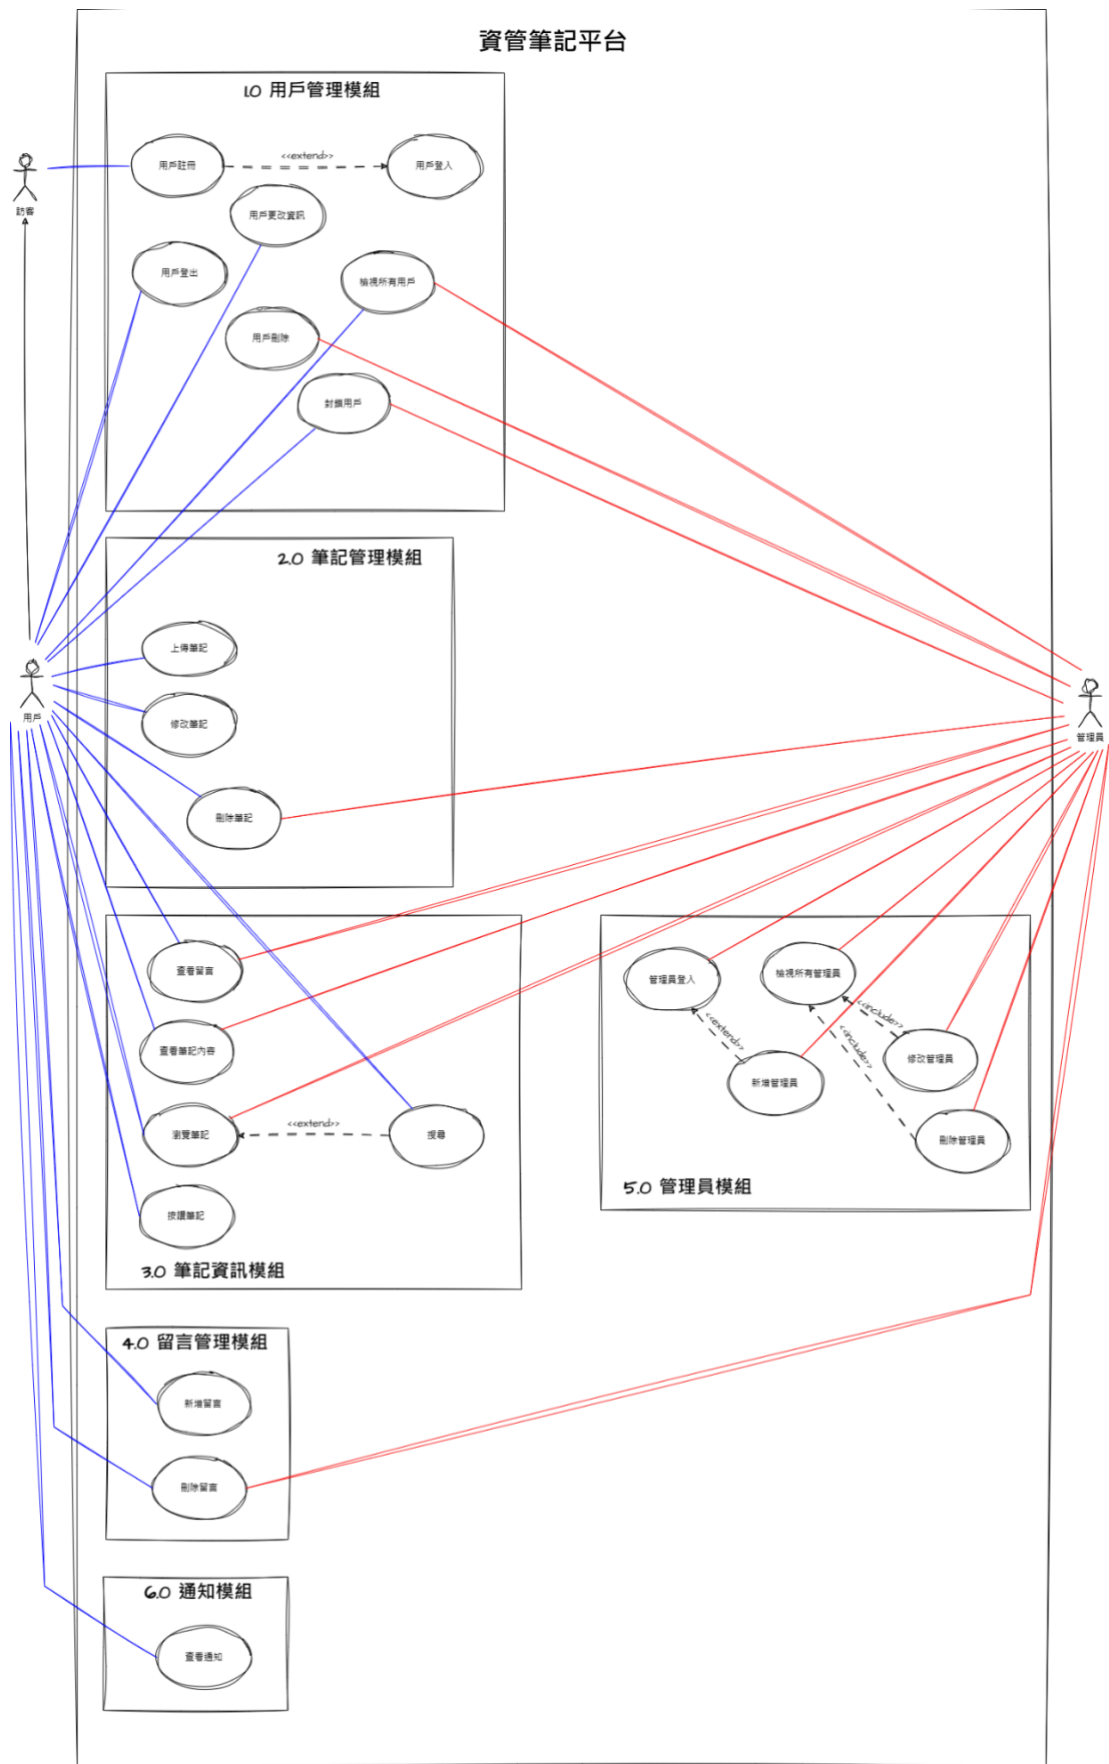 資管筆記平台
1.0 用戶管理模組
用戶註冊
<<extend>>
用戶登入
訪客
用戶更改資訊
用戶登出
檢視所有用戶
用戶刪除
封鎖用戶
2.0 筆記管理模組
上傳筆記
用戶
修改筆記
管理員
刪除筆記
查看留言
管理員登入
檢視所有管理員
<<extend>>
<<include>>
<<include>>
查看筆記內容
修改管理員
新增管理員
瀏覽筆記
<<extend>>
搜尋
刪除管理員
5.0 管理員模組
按讚筆記
3.0 筆記資訊模組
4.0 留言管理模組
新增留言
刪除留言
6.0 通知模組
查看通知